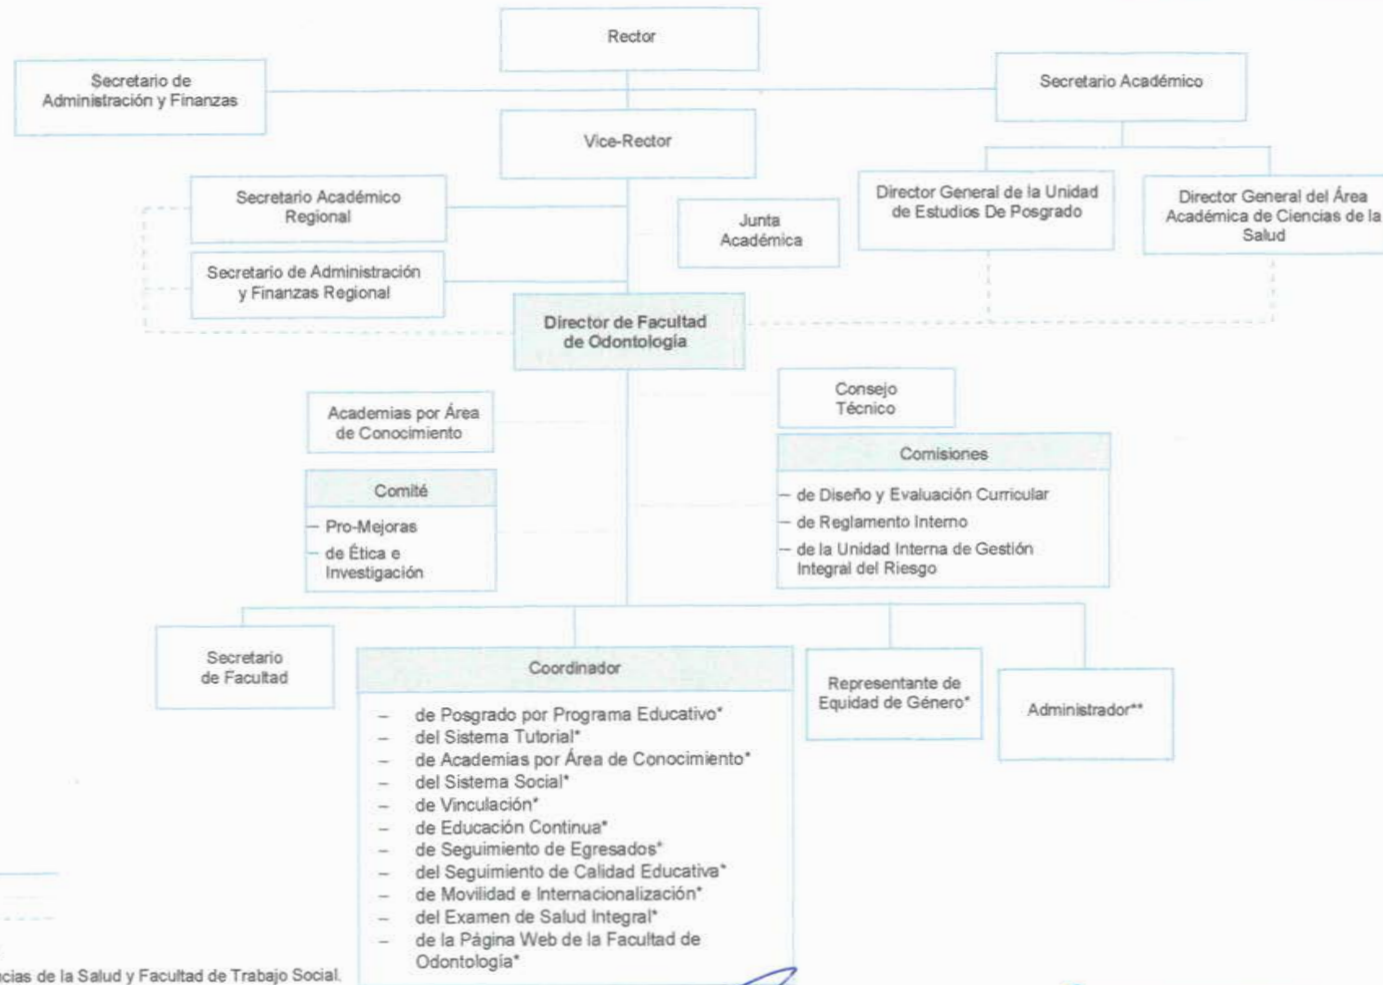 Rector
Secretario de
Administración y Finanzas
Secretario Académico
Vice-Rector
Secretario Académico
Regional
Junta
Académica
Director General de la Unidad
de Estudios De Posgrado
Director General del Área
Académica de Ciencias de la
Salud
Secretario de Administración
y Finanzas Regional
Director de Facultad
de Odontología
Academias por Área
de Conocimiento
Consejo
Técnico
Comité
– Pro-Mejoras
– de Ética e
Investigación
Comisiones
– de Diseño y Evaluación Curricular
– de Reglamento Interno
– de la Unidad Interna de Gestión
Integral del Riesgo
Secretario
de Facultad
Coordinador
– de Posgrado por Programa Educativo*
– del Sistema Tutorial*
– de Academias por Área de Conocimiento*
– del Sistema Social*
– de Vinculación*
– de Educación Continua*
– de Seguimiento de Egresados*
– del Seguimiento de Calidad Educativa*
– de Movilidad e Internacionalización*
– del Examen de Salud Integral*
– de la Página Web de la Facultad de
Odontología*
Representante de
Equidad de Género*
Administrador**
ncias de la Salud y Facultad de Trabajo Social.